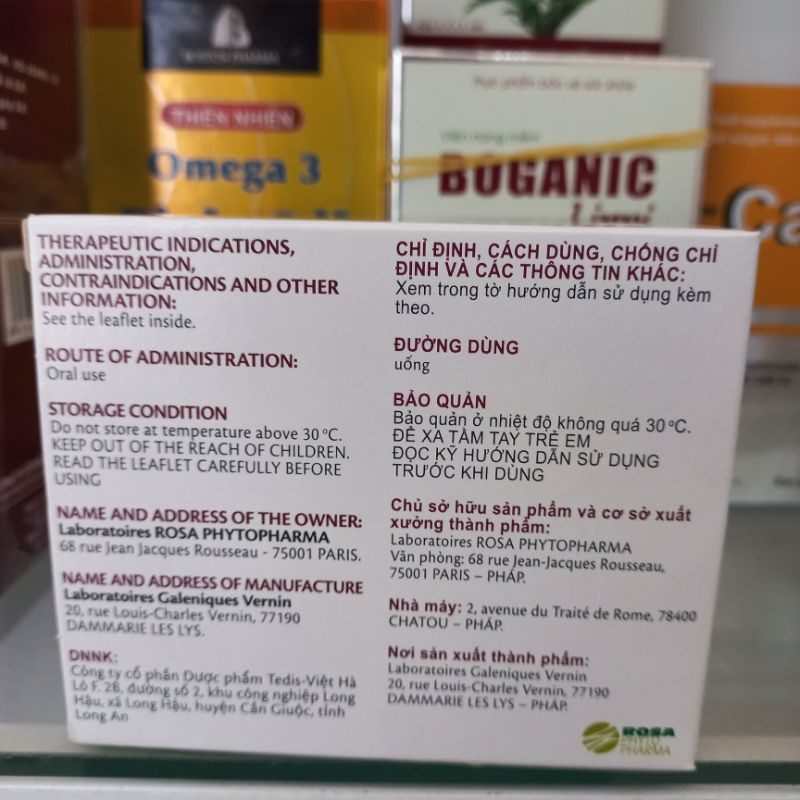 THIÊN NHIÊN
Omega 3
Viên nang mềm
BOGANIC
Lippi
THERAPEUTIC INDICATIONS,
ADMINISTRATION,
CONTRAINDICATIONS AND OTHER
INFORMATION:
See the leaflet inside.
ROUTE OF ADMINISTRATION:
Oral use
STORAGE CONDITION
Do not store at temperature above 30 °C.
KEEP OUT OF THE REACH OF CHILDREN.
READ THE LEAFLET CAREFULLY BEFORE
USING
NAME AND ADDRESS OF THE OWNER:
Laboratoires ROSA PHYTOPHARMA
68 rue Jean Jacques Rousseau - 75001 PARIS.
NAME AND ADDRESS OF MANUFACTURE
Laboratoires Galeniques Vernin
20, rue Louis-Charles Vernin, 77190
DAMMARIE LES LYS.
DNNK:
Công ty cổ phần Dược phẩm Tedis-Việt Hà
Lô F. 2B, đường số 2, khu công nghiệp Long
Hậu, xã Long Hậu, huyện Cần Giuộc, tỉnh
Long An
CHỈ ĐỊNH, CÁCH DÙNG, CHỐNG CHỈ
ĐỊNH VÀ CÁC THÔNG TIN KHÁC:
Xem trong tờ hướng dẫn sử dụng kèm
theo.
ĐƯỜNG DÙNG
uống
BẢO QUẢN
Bảo quản ở nhiệt độ không quá 30 °C.
ĐỂ XA TẦM TAY TRẺ EM
ĐỌC KỸ HƯỚNG DẪN SỬ DỤNG
TRƯỚC KHI DÙNG
Chủ sở hữu sản phẩm và cơ sở xuất
xưởng thành phẩm:
Laboratoires ROSA PHYTOPHARMA
Văn phòng: 68 rue Jean-Jacques Rousseau,
75001 PARIS – PHÁP.
Nhà máy: 2, avenue du Traité de Rome, 78400
CHATOU – PHÁP.
Nơi sản xuất thành phẩm:
Laboratoires Galeniques Vernin
20, rue Louis-Charles Vernin, 77190
DAMMARIE LES LYS – PHÁP.
ROSA
PHYTO
PHARMA